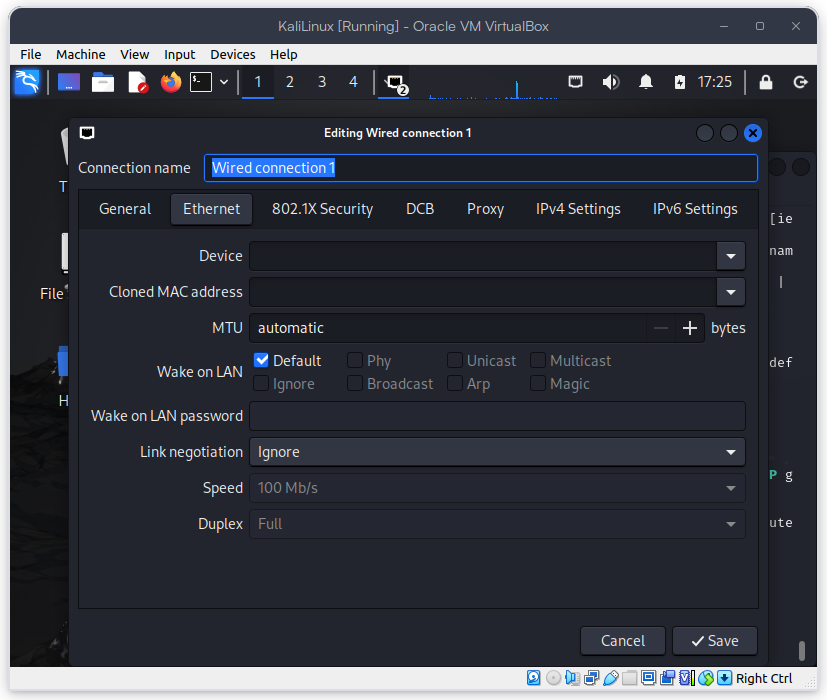 KaliLinux [Running] - Oracle VM VirtualBox
File Machine View Input Devices Help
1 2 3 4 2 17:25
Editing Wired connection 1
Connection name Wired connection 1
General Ethernet 802.1X Security DCB Proxy IPv4 Settings IPv6 Settings
Device
Cloned MAC address
MTU automatic bytes
Wake on LAN
Default Phy Unicast Multicast
Ignore Broadcast Arp Magic
Wake on LAN password
Link negotiation Ignore
Speed 100 Mb/s
Duplex Full
Cancel Save
T
File
H
[ie
nam
|
def
P g
ute
Right Ctrl